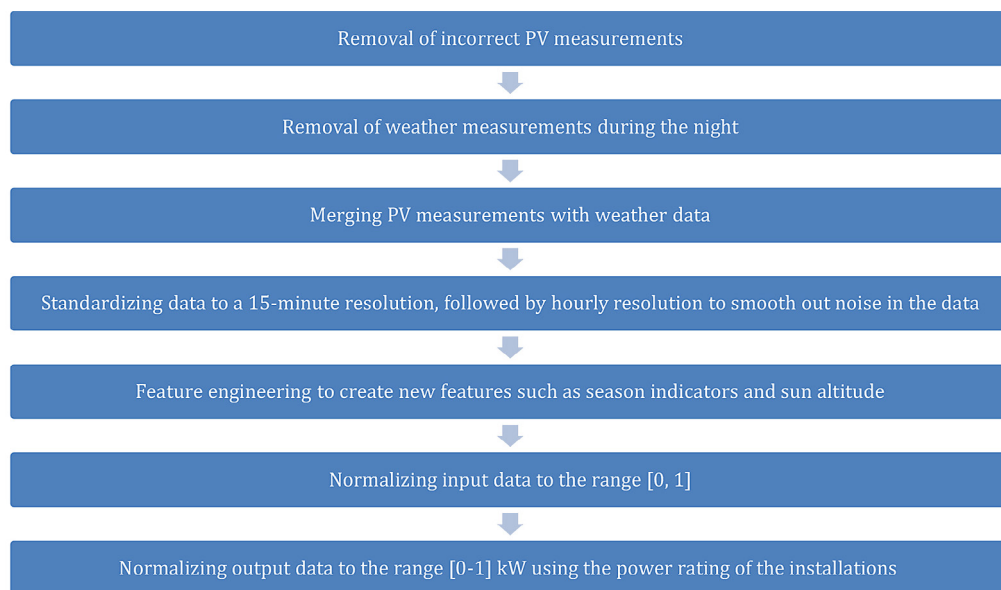 Removal of incorrect PV measurements
Removal of weather measurements during the night
Merging PV measurements with weather data
Standardizing data to a 15-minute resolution, followed by hourly resolution to smooth out noise in the data
Feature engineering to create new features such as season indicators and sun altitude
Normalizing input data to the range [0, 1]
Normalizing output data to the range [0-1] kW using the power rating of the installations